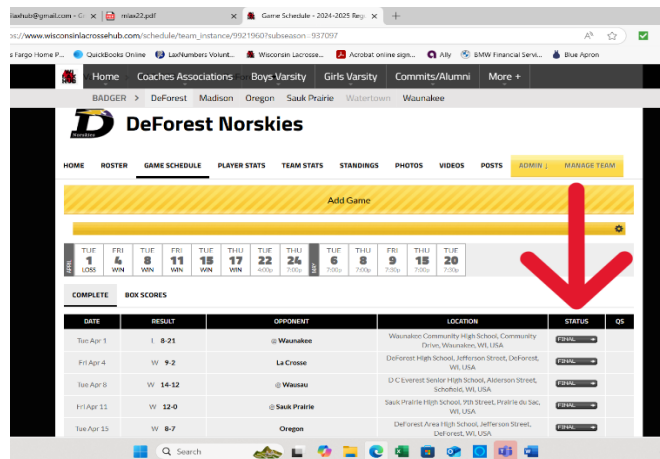 ilaxhub@gmail.com - G
mlax22.pdf
Game Schedule - 2024-2025 Reg
ps://www.wisconsinlacrossehub.com/schedule/team_instance/9921960?subseason=937097
s Fargo Home P... QuickBooks Online LaxNumbers Volunt... Wisconsin Lacrosse... Acrobat online sign... Ally BMW Financial Servi... Blue Apron
Home Coaches Associations Boys Varsity Girls Varsity Commits/Alumni More +
BADGER > DeForest Madison Oregon Sauk Prairie Watertown Waunakee
D Norskies
DeForest Norskies
HOME ROSTER GAME SCHEDULE PLAYER STATS TEAM STATS STANDINGS PHOTOS VIDEOS POSTS ADMIN MANAGE TEAM
Add Game
APRIL TUE 1 LOSS FRI 4 WIN TUE 8 WIN FRI 11 WIN TUE 15 WIN THU 17 WIN TUE 22 4:00p THU 24 7:00p MAY TUE 6 7:00p THU 8 7:00p FRI 9 7:30p THU 15 7:00p TUE 20 7:30p
COMPLETE BOX SCORES
DATE RESULT OPPONENT LOCATION STATUS QS
Tue Apr 1 L 8-21 @ Waunakee Waunakee Community High School, Community Drive, Waunakee, WI, USA FINAL
Fri Apr 4 W 9-2 La Crosse DeForest High School, Jefferson Street, DeForest, WI, USA FINAL
Tue Apr 8 W 14-12 @ Wausau D C Everest Senior High School, Alderson Street, Schofield, WI, USA FINAL
Fri Apr 11 W 12-0 @ Sauk Prairie Sauk Prairie High School, 9th Street, Prairie du Sac, WI, USA FINAL
Tue Apr 15 W 8-7 Oregon DeForest Area High School, Jefferson Street, DeForest, WI, USA FINAL
Search